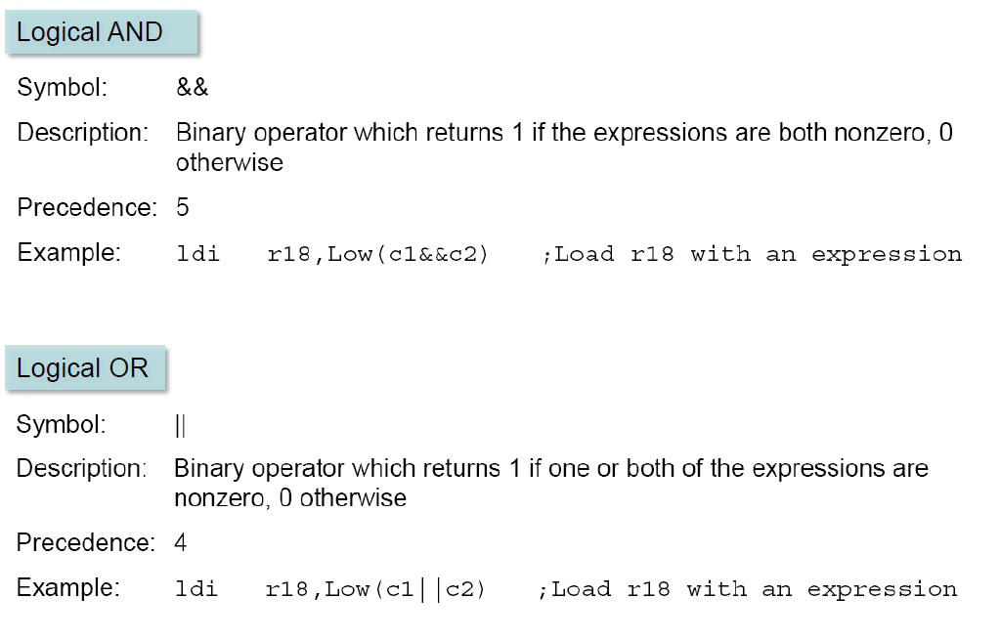 Logical AND
Symbol: &&
Description: Binary operator which returns 1 if the expressions are both nonzero, 0
otherwise
Precedence: 5
Example: ldi r18,Low(c1&&c2) ;Load r18 with an expression
Logical OR
Symbol: ||
Description: Binary operator which returns 1 if one or both of the expressions are
nonzero, 0 otherwise
Precedence: 4
Example: ldi r18,Low(c1||c2) ;Load r18 with an expression